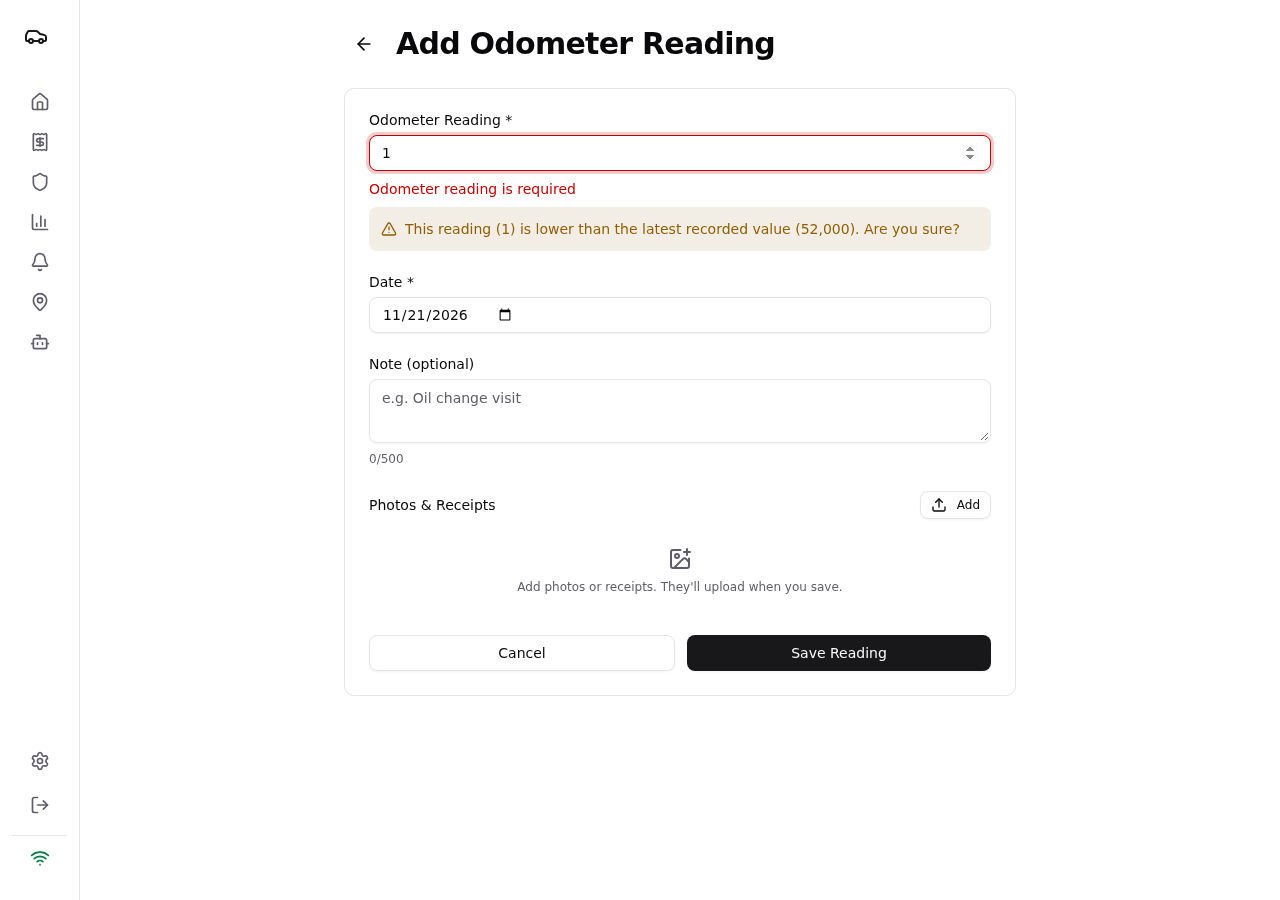 Add Odometer Reading
Odometer Reading *
1
Odometer reading is required
This reading (1) is lower than the latest recorded value (52,000). Are you sure?
Date *
11/21/2026
Note (optional)
e.g. Oil change visit
0/500
Photos & Receipts
Add
Add photos or receipts. They'll upload when you save.
Cancel
Save Reading